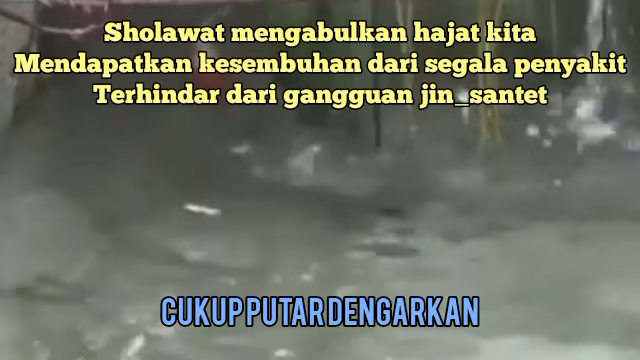 Sholawat mengabulkan hajat kita
Mendapatkan kesembuhan dari segala penyakit
Terhindar dari gangguan jin_santet
CUKUP PUTAR DENGARKAN